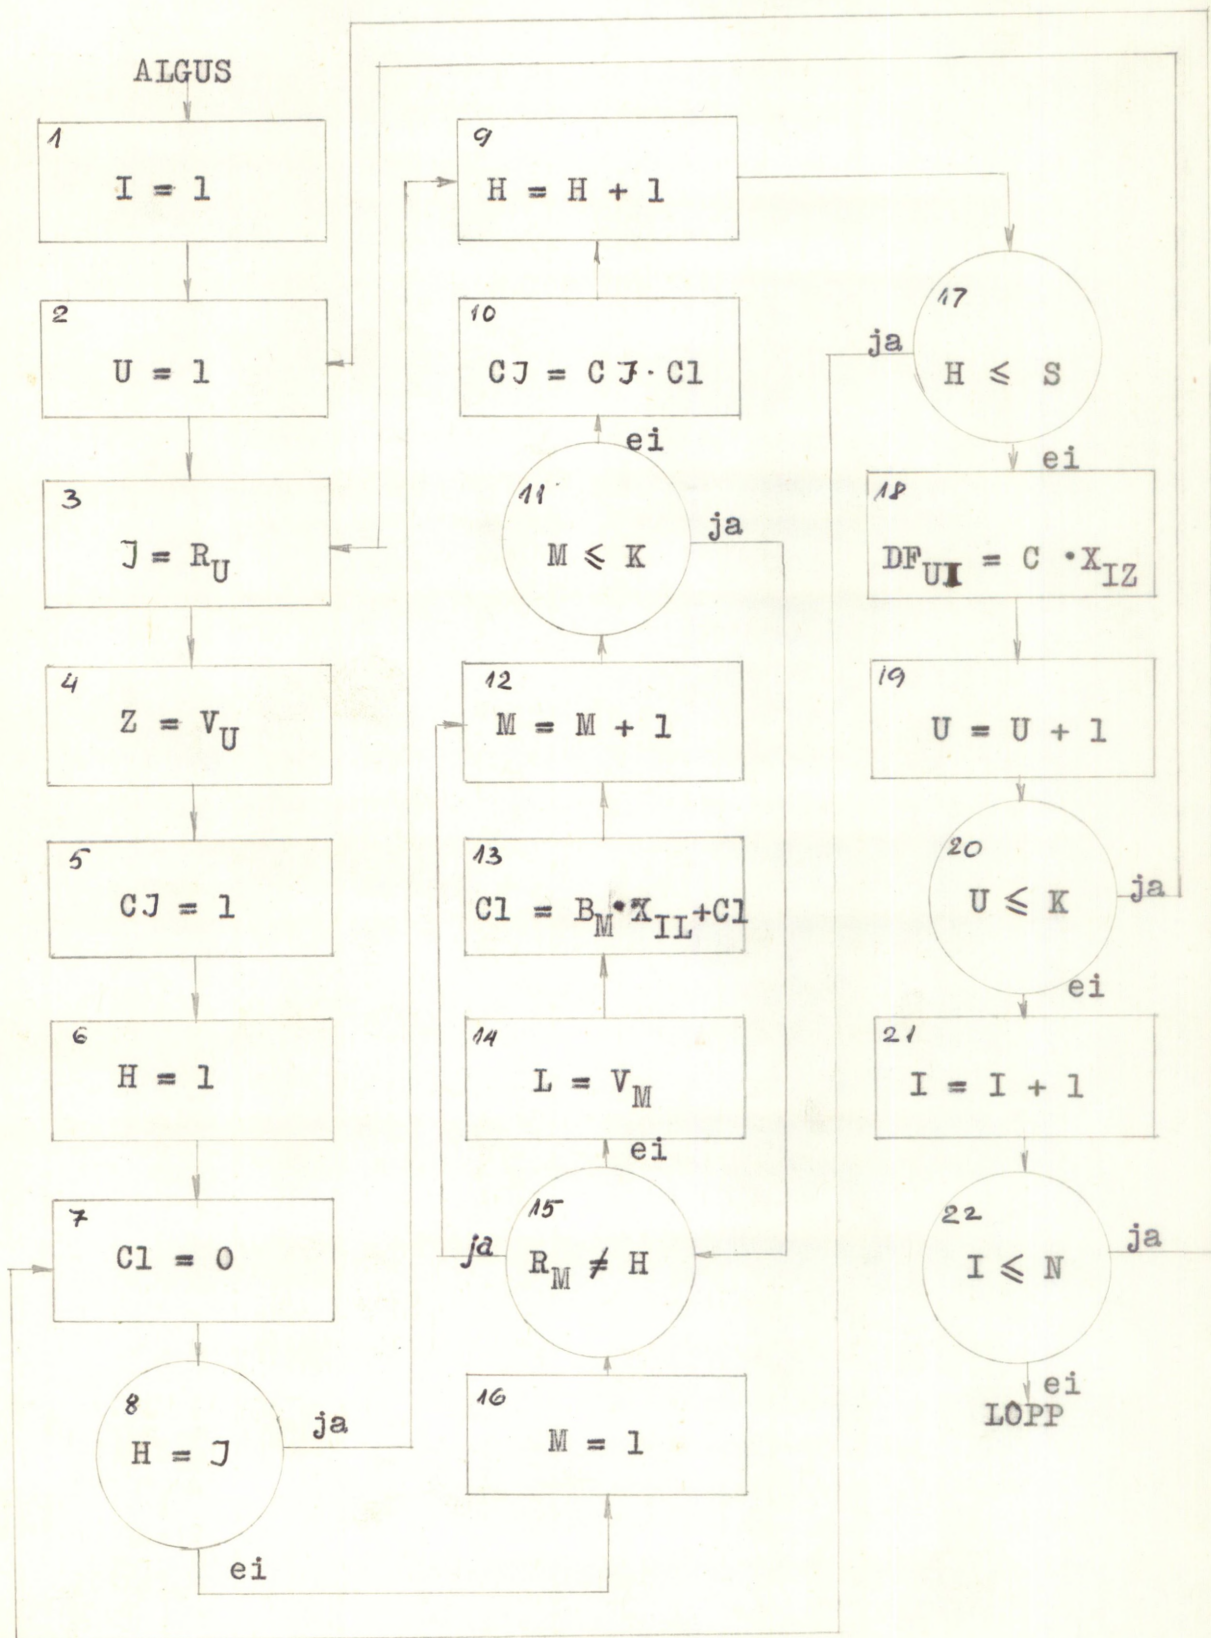 ALGUS
1
I = 1
2
U = 1
3
J = R_U
4
Z = V_U
5
CJ = 1
6
H = 1
7
Cl = 0
8
H = J
ja
ei
9
H = H + 1
10
CJ = CJ·Cl
ei
11
M ≤ K
ja
12
M = M + 1
13
Cl = B_M·X_IL+Cl
14
L = V_M
ei
15
R_M ≠ H
ja
16
M = 1
17
H ≤ S
ja
ei
18
DF_UI = C ·X_IZ
19
U = U + 1
20
U ≤ K
ja
ei
21
I = I + 1
22
I ≤ N
ja
ei
LÕPP